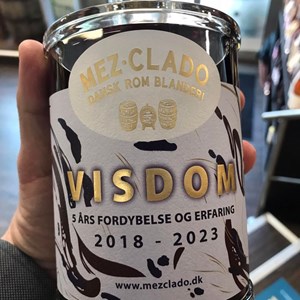 MEZ·CLADO
DANSK ROM BLANDERI
VISDOM
5 ÅRS FORDYBELSE OG ERFARING
2018 - 2023
www.mezclado.dk